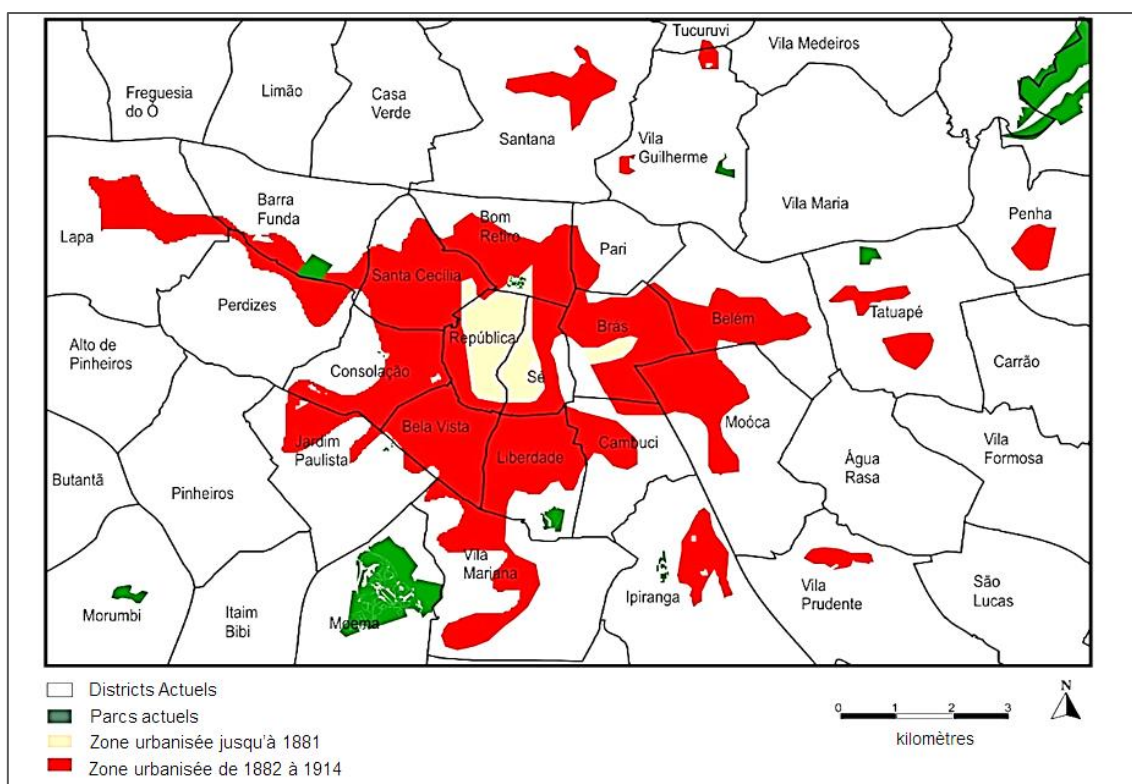 Tucuruvi
Vila Medeiros
Freguesia
do Ó
Limão
Casa
Verde
Santana
Vila
Guilherme
Vila Maria
Penha
Lapa
Barra
Funda
Bom
Retiro
Pari
Santa Cecília
Perdizes
República
Brás
Belém
Tatuapé
Alto de
Pinheiros
Consolação
Sé
Carrão
Bela Vista
Moóca
Jardim
Paulista
Liberdade
Cambuci
Butantã
Pinheiros
Água
Rasa
Vila
Formosa
Vila
Mariana
Morumbi
Itaim
Bibi
Moema
Ipiranga
Vila
Prudente
São
Lucas
Districts Actuels
Parcs actuels
Zone urbanisée jusqu'à 1881
Zone urbanisée de 1882 à 1914
0 1 2 3
kilomètres
N